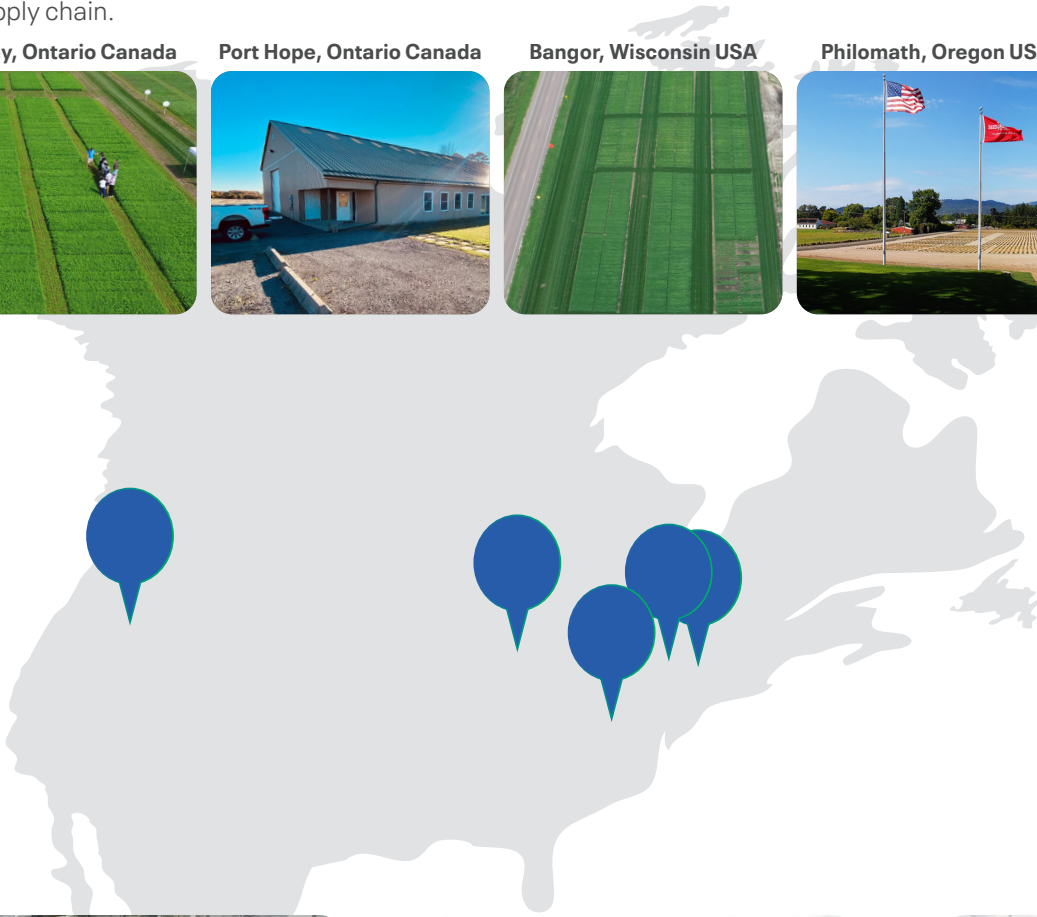 pply chain.
y, Ontario Canada
Port Hope, Ontario Canada
Bangor, Wisconsin USA
Philomath, Oregon US